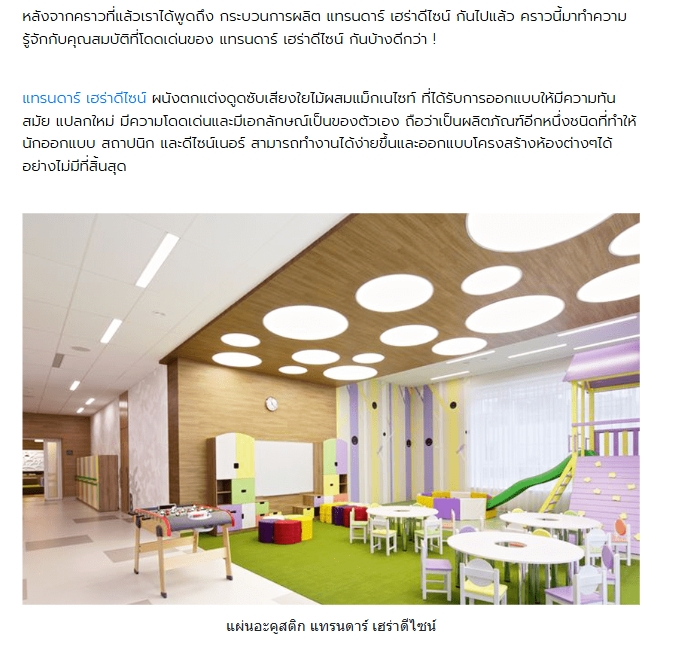 หลังจากคราวที่แล้วเราได้พูดถึง กระบวนการผลิต แทรนดาร์ เฮร่าดีไซน์ กันไปแล้ว คราวนี้มาทำความ
รู้จักกับคุณสมบัติที่โดดเด่นของ แทรนดาร์ เฮร่าดีไซน์ กันบ้างดีกว่า !
แทรนดาร์ เฮร่าดีไซน์ ผนังตกแต่งดูดซับเสียงใยไม้ผสมแม็กเนไซท์ ที่ได้รับการออกแบบให้มีความทัน
สมัย แปลกใหม่ มีความโดดเด่นและมีเอกลักษณ์เป็นของตัวเอง ถือว่าเป็นผลิตภัณฑ์อีกหนึ่งชนิดที่ทำให้
นักออกแบบ สถาปนิก และดีไซน์เนอร์ สามารถทำงานได้ง่ายขึ้นและออกแบบโครงสร้างห้องต่างๆได้
อย่างไม่มีที่สิ้นสุด
แผ่นอะคูสติก แทรนดาร์ เฮร่าดีไซน์